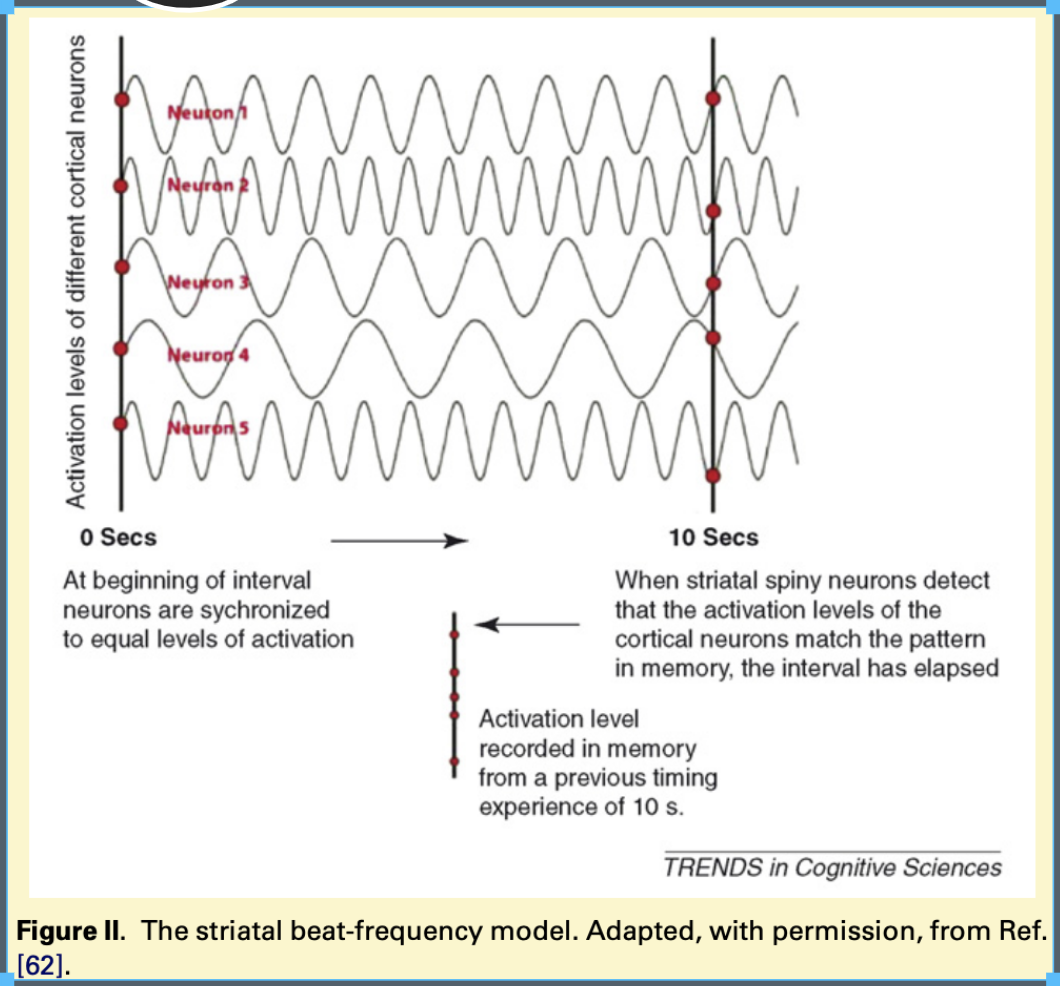 Activation levels of different cortical neurons
Neuron 1
Neuron 2
Neuron 3
Neuron 4
Neuron 5
0 Secs
10 Secs
At beginning of interval
neurons are sychronized
to equal levels of activation
When striatal spiny neurons detect
that the activation levels of the
cortical neurons match the pattern
in memory, the interval has elapsed
Activation level
recorded in memory
from a previous timing
experience of 10 s.
TRENDS in Cognitive Sciences
Figure II. The striatal beat-frequency model. Adapted, with permission, from Ref.
[62].